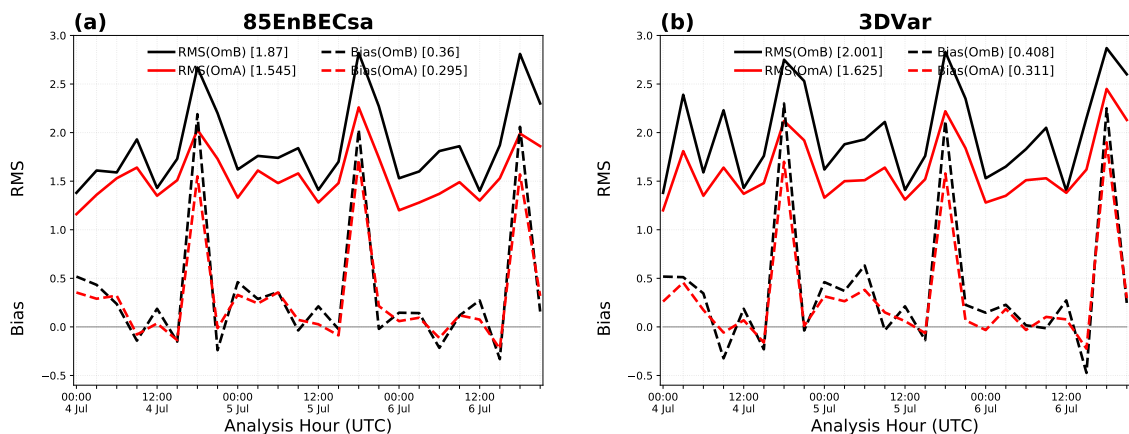 (a) 85EnBECsa
RMS(OmB) [1.87] Bias(OmB) [0.36]
RMS(OmA) [1.545] Bias(OmA) [0.295]
3.0
2.5
2.0
1.5
1.0
0.5
0.0
−0.5
RMS
Bias
00:00 12:00 00:00 12:00 00:00 12:00
4 Jul 4 Jul 5 Jul 5 Jul 6 Jul 6 Jul
Analysis Hour (UTC)
(b) 3DVar
RMS(OmB) [2.001] Bias(OmB) [0.408]
RMS(OmA) [1.625] Bias(OmA) [0.311]
3.0
2.5
2.0
1.5
1.0
0.5
0.0
−0.5
RMS
Bias
00:00 12:00 00:00 12:00 00:00 12:00
4 Jul 4 Jul 5 Jul 5 Jul 6 Jul 6 Jul
Analysis Hour (UTC)